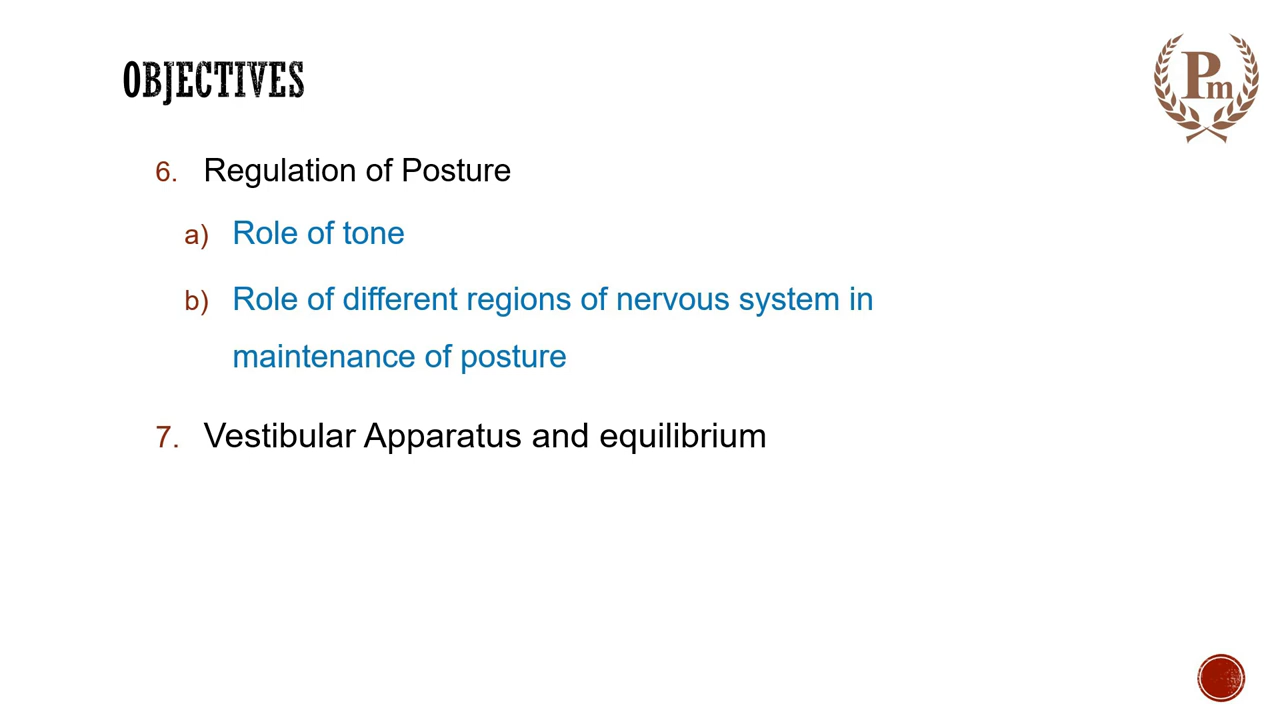 OBJECTIVES
Pm
6. Regulation of Posture
a) Role of tone
b) Role of different regions of nervous system in
maintenance of posture
7. Vestibular Apparatus and equilibrium